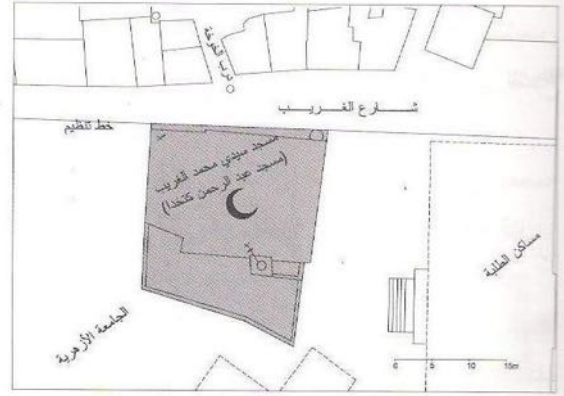 درب الخوخة
شارع الغريب
خط تنظيم
مسجد سيدي محمد الغريب
(مسجد عبد الرحمن كتخدا)
مساكن الطلبة
الجامعة الأزهرية
0 5 10 15m